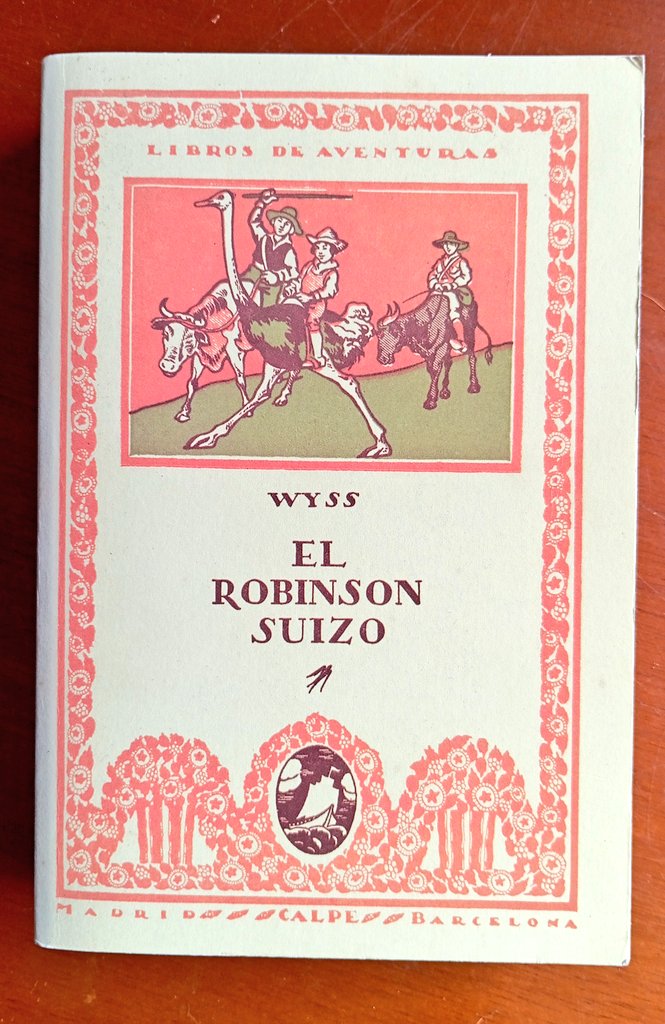 LIBROS DE AVENTURAS
WYSS
EL
ROBINSON
SUIZO
MADRID CALPE BARCELONA